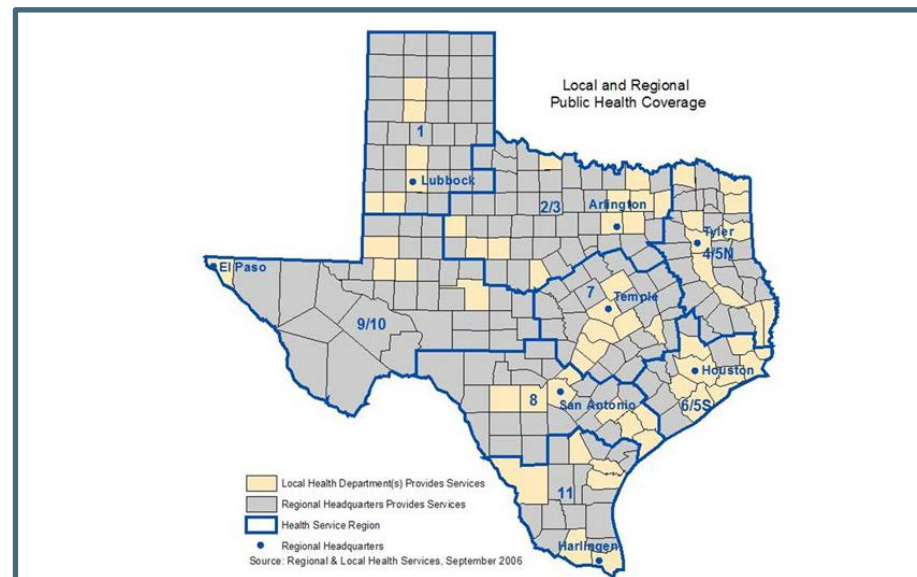 Local and Regional
Public Health Coverage
1
Lubbock
2/3
Arlington
Tyler
4/5N
El Paso
7
Temple
9/10
Houston
8
San Antonio
6/5S
11
Local Health Department(s) Provides Services
Regional Headquarters Provides Services
Health Service Region
Regional Headquarters
Harlingen
Source: Regional & Local Health Services, September 2006